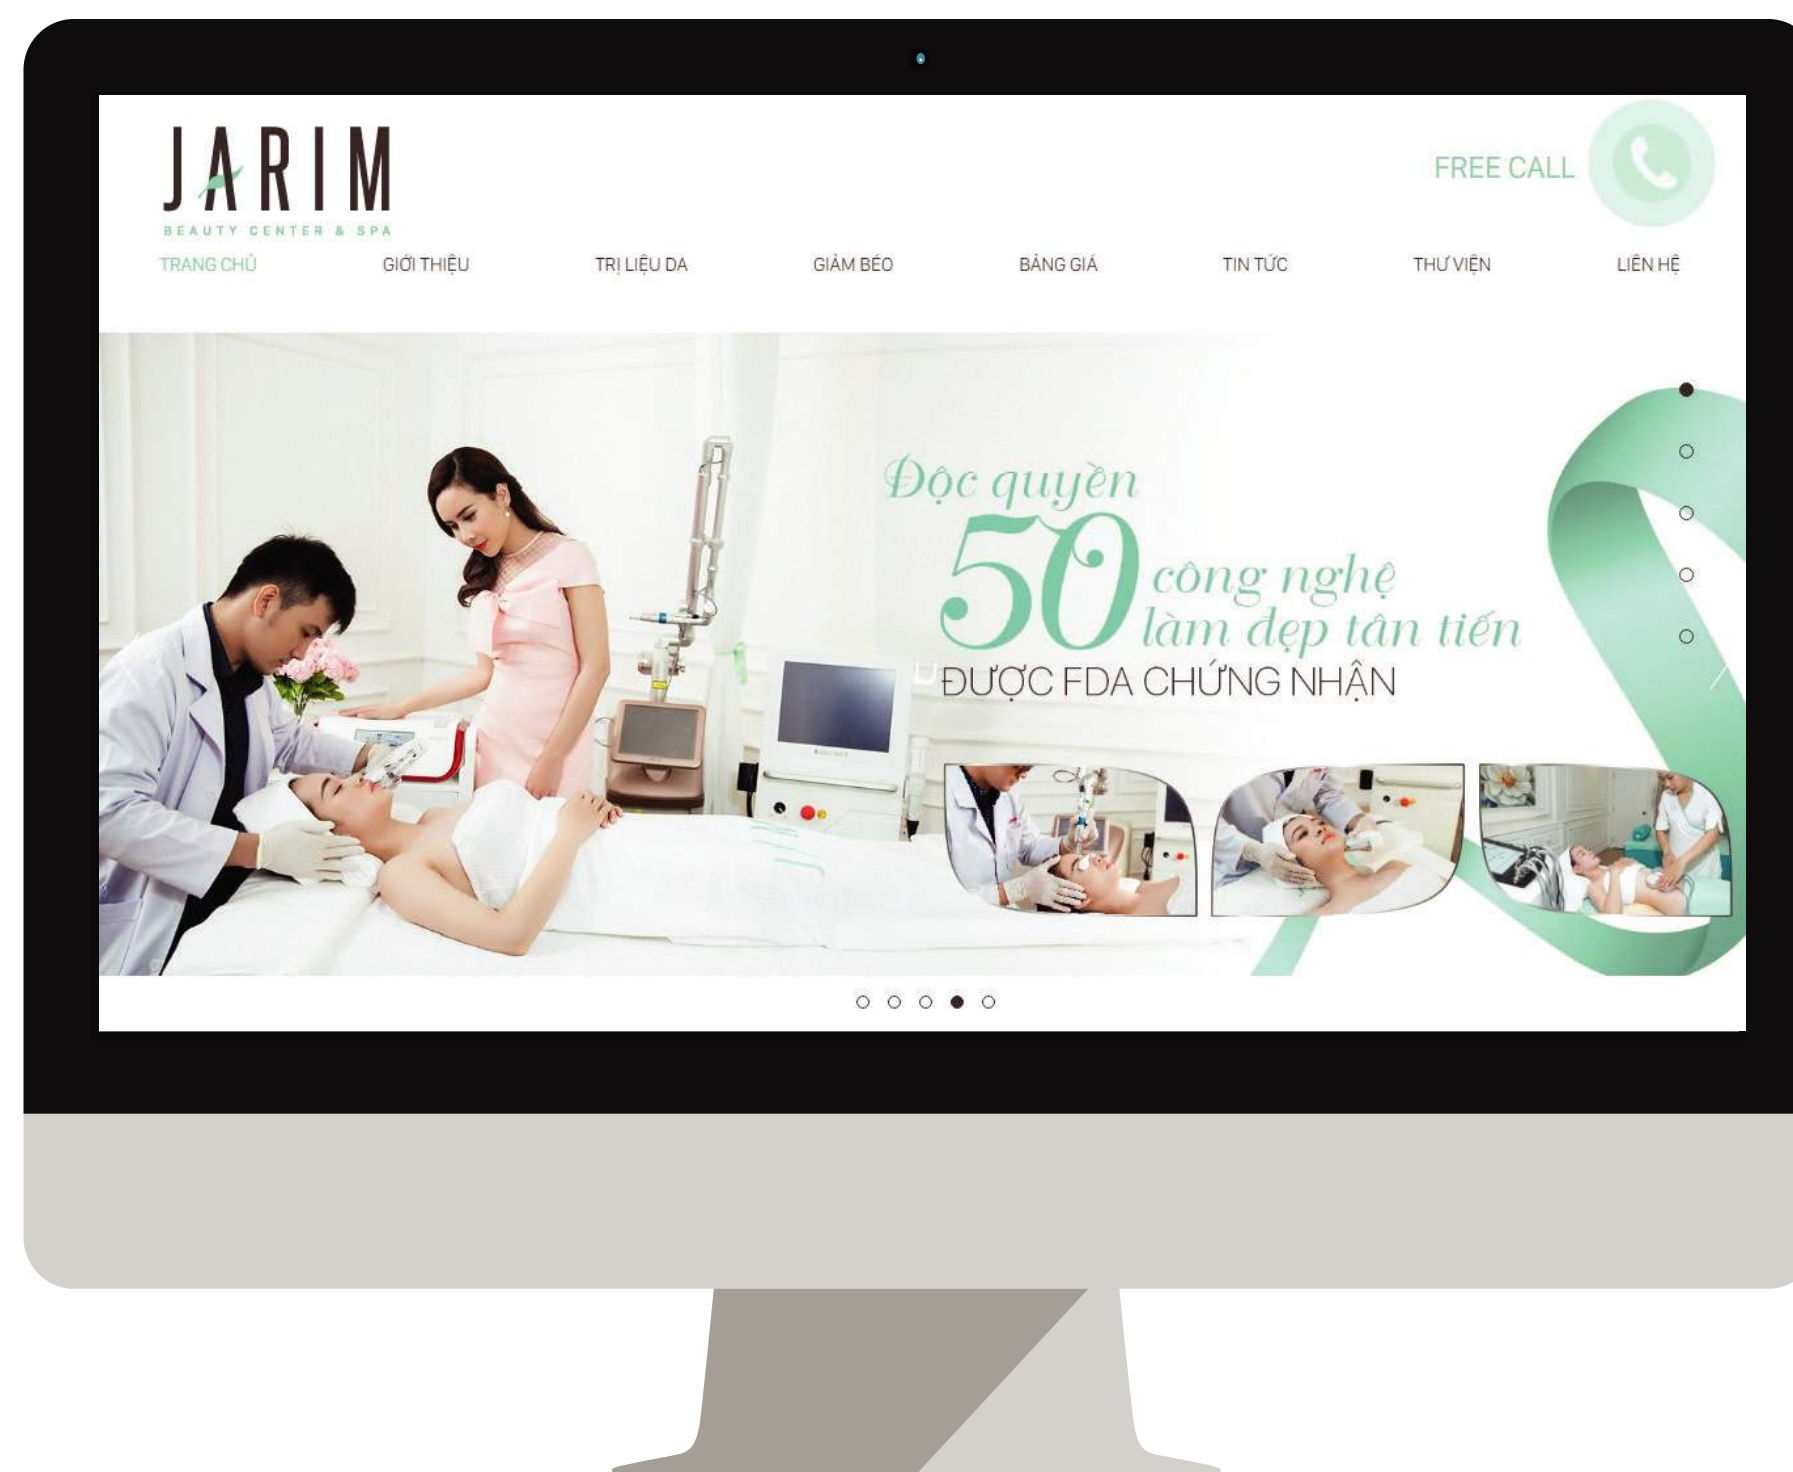 JARIM
BEAUTY CENTER & SPA
FREE CALL
TRANG CHỦ GIỚI THIỆU TRỊ LIỆU DA GIẢM BÉO BẢNG GIÁ TIN TỨC THƯ VIỆN LIÊN HỆ
Độc quyền
50 công nghệ
làm đẹp tân tiến
ĐƯỢC FDA CHỨNG NHẬN